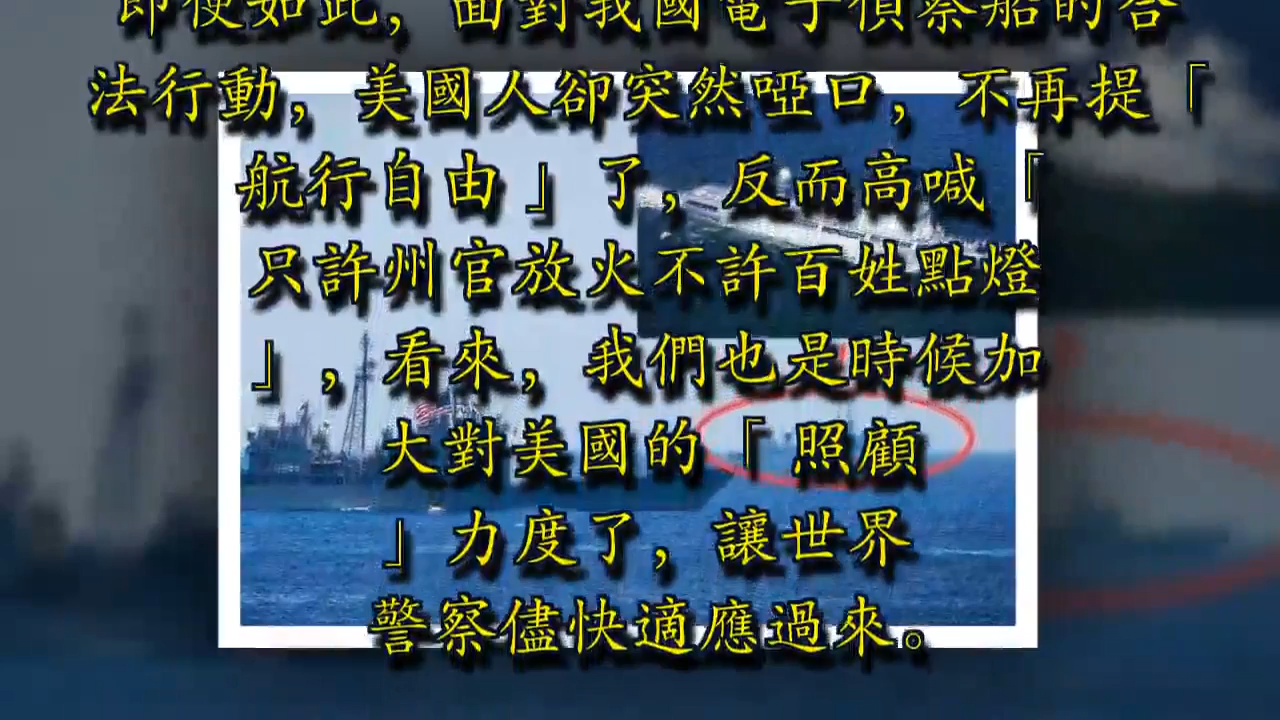 即便如此，面對我國電子偵察船的合
法行動，美國人卻突然啞口，不再提「
航行自由」了，反而高喊「
只許州官放火不許百姓點燈
」，看來，我們也是時候加
大對美國的「照顧
」力度了，讓世界
警察儘快適應過來。